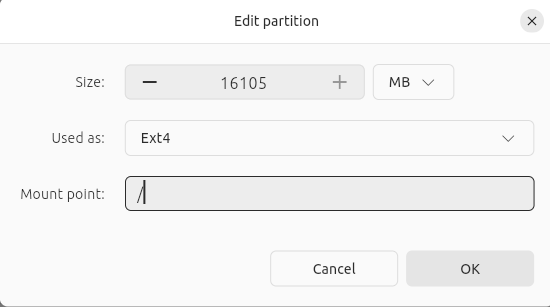 Edit partition
Size: 16105 MB
Used as: Ext4
Mount point: /
Cancel OK